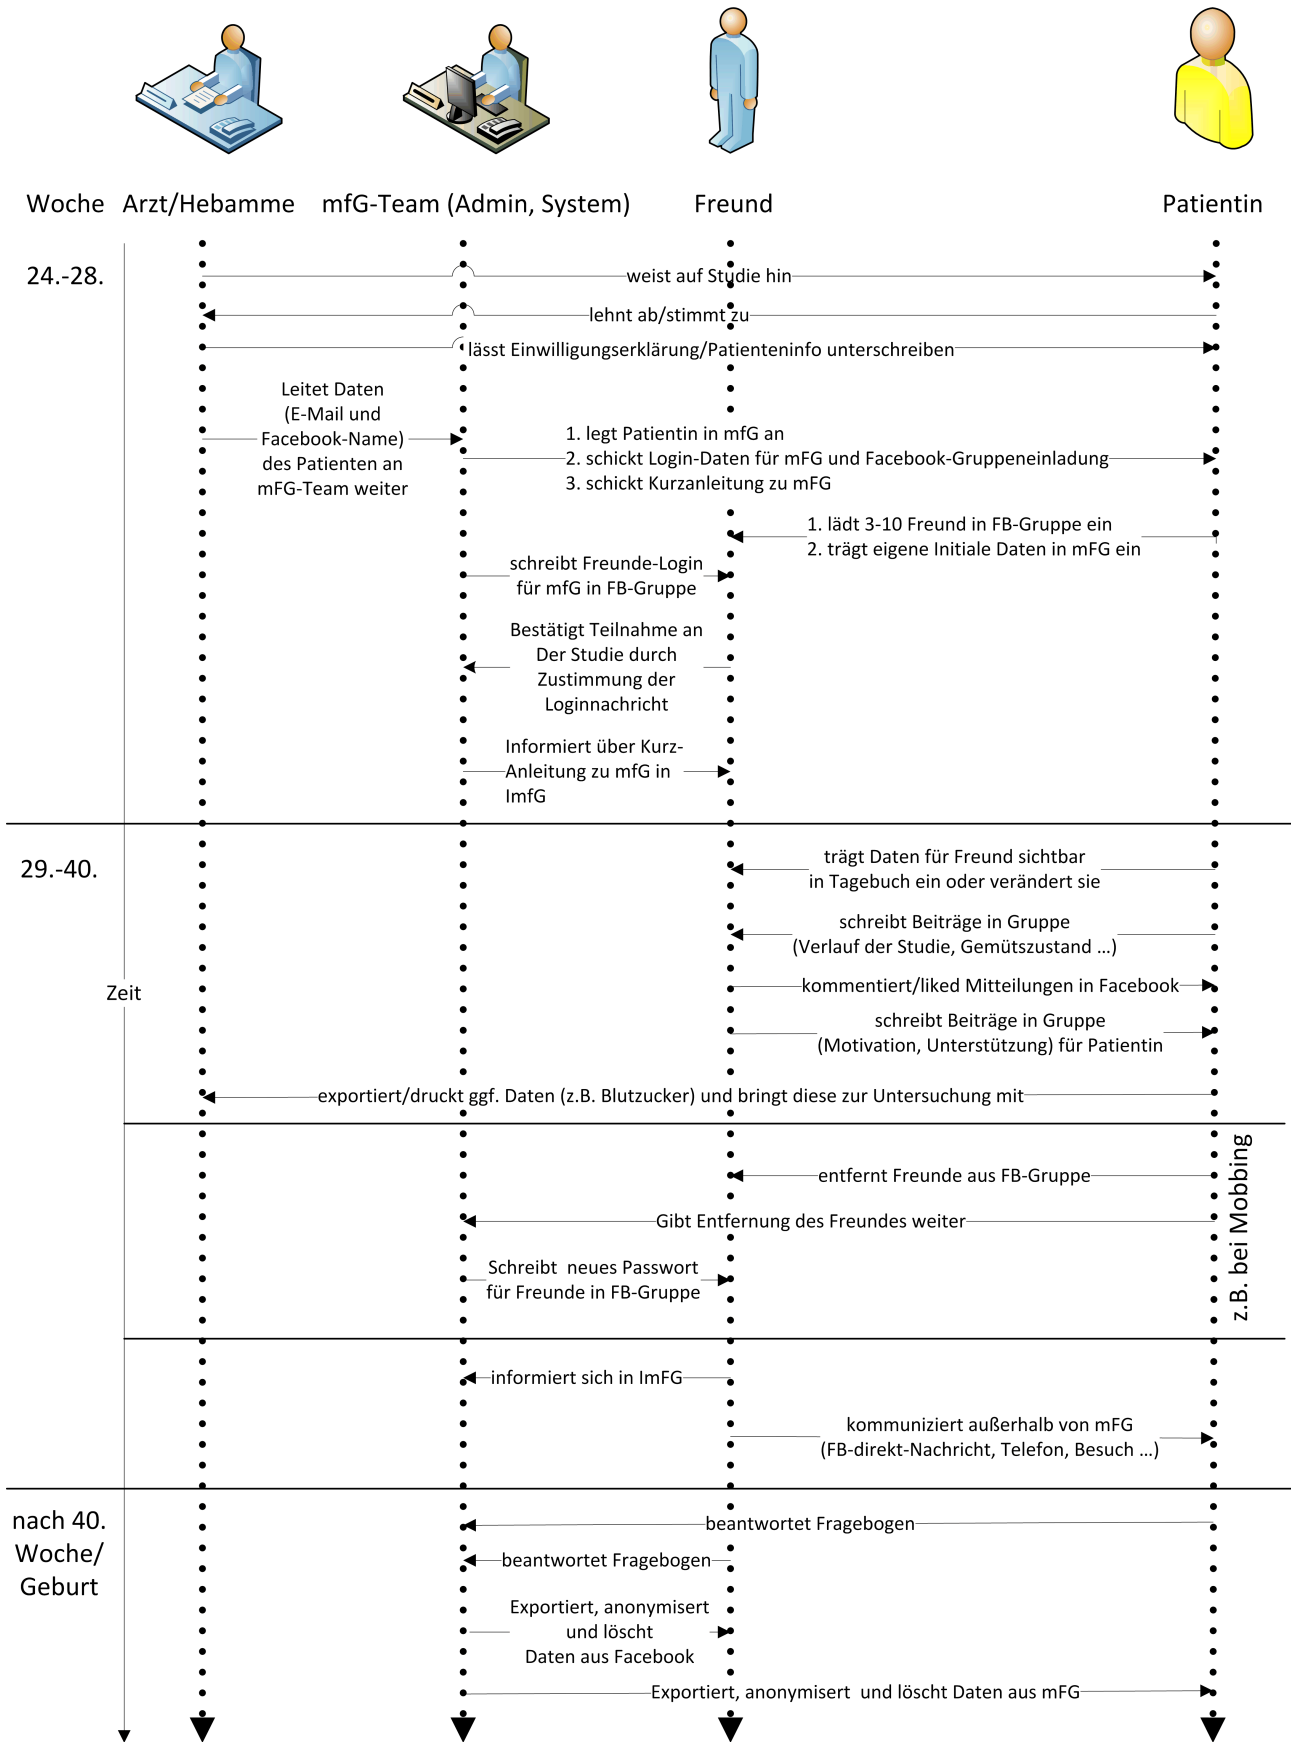 Woche Arzt/Hebamme mfG-Team (Admin, System) Freund Patientin
24.-28.
weist auf Studie hin
lehnt ab/stimmt zu
lässt Einwilligungserklärung/Patienteninfo unterschreiben
Leitet Daten
(E-Mail und
Facebook-Name)
des Patienten an
mFG-Team weiter
1. legt Patientin in mfG an
2. schickt Login-Daten für mFG und Facebook-Gruppeneinladung
3. schickt Kurzanleitung zu mFG
1. lädt 3-10 Freund in FB-Gruppe ein
2. trägt eigene Initiale Daten in mFG ein
schreibt Freunde-Login
für mfG in FB-Gruppe
Bestätigt Teilnahme an
Der Studie durch
Zustimmung der
Loginnachricht
Informiert über Kurz-
Anleitung zu mfG in
ImfG
29.-40.
trägt Daten für Freund sichtbar
in Tagebuch ein oder verändert sie
schreibt Beiträge in Gruppe
(Verlauf der Studie, Gemütszustand …)
Zeit
kommentiert/liked Mitteilungen in Facebook
schreibt Beiträge in Gruppe
(Motivation, Unterstützung) für Patientin
exportiert/druckt ggf. Daten (z.B. Blutzucker) und bringt diese zur Untersuchung mit
z.B. bei Mobbing
entfernt Freunde aus FB-Gruppe
Gibt Entfernung des Freundes weiter
Schreibt neues Passwort
für Freunde in FB-Gruppe
informiert sich in ImFG
kommuniziert außerhalb von mFG
(FB-direkt-Nachricht, Telefon, Besuch …)
nach 40.
Woche/
Geburt
beantwortet Fragebogen
beantwortet Fragebogen
Exportiert, anonymisert
und löscht
Daten aus Facebook
Exportiert, anonymisert und löscht Daten aus mFG